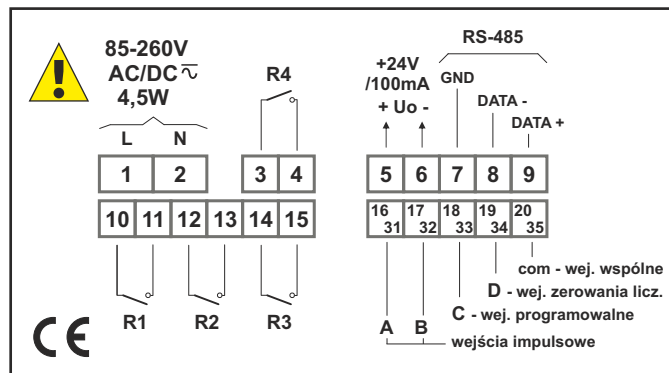 85-260V
AC/DC
4,5W
L N
R4
+24V
/100mA
+ Uo -
RS-485
GND
DATA -
DATA +
1 2 3 4 5 6 7 8 9
10 11 12 13 14 15 16 31 17 32 18 33 19 34 20 35
R1 R2 R3
com - wej. wspólne
D - wej. zerowania licz.
C - wej. programowalne
A B
wejścia impulsowe
CE